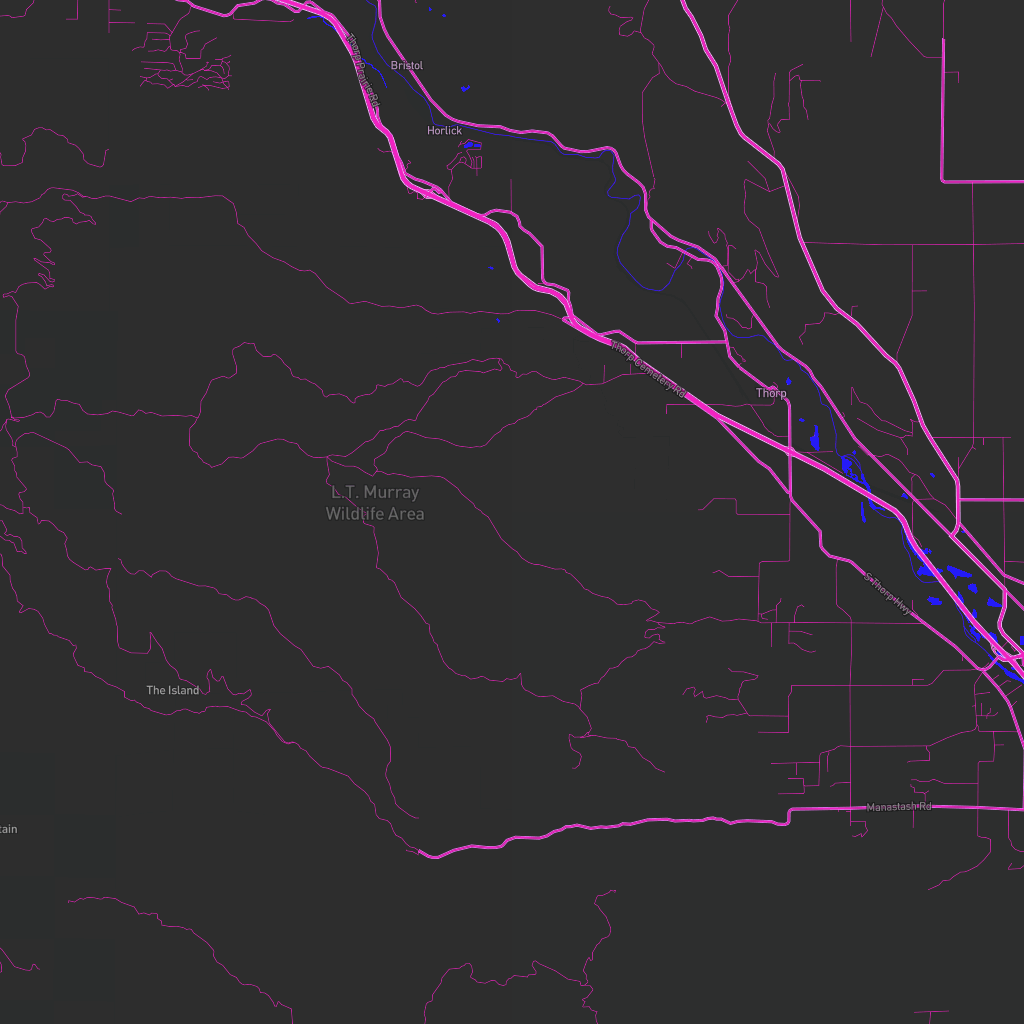 Thorp Prairie Rd
Bristol
Horlick
Thorp Cemetery Rd
Thorp
L.T. Murray
Wildlife Area
S Thorp Hwy
The Island
Manastash Rd
tain